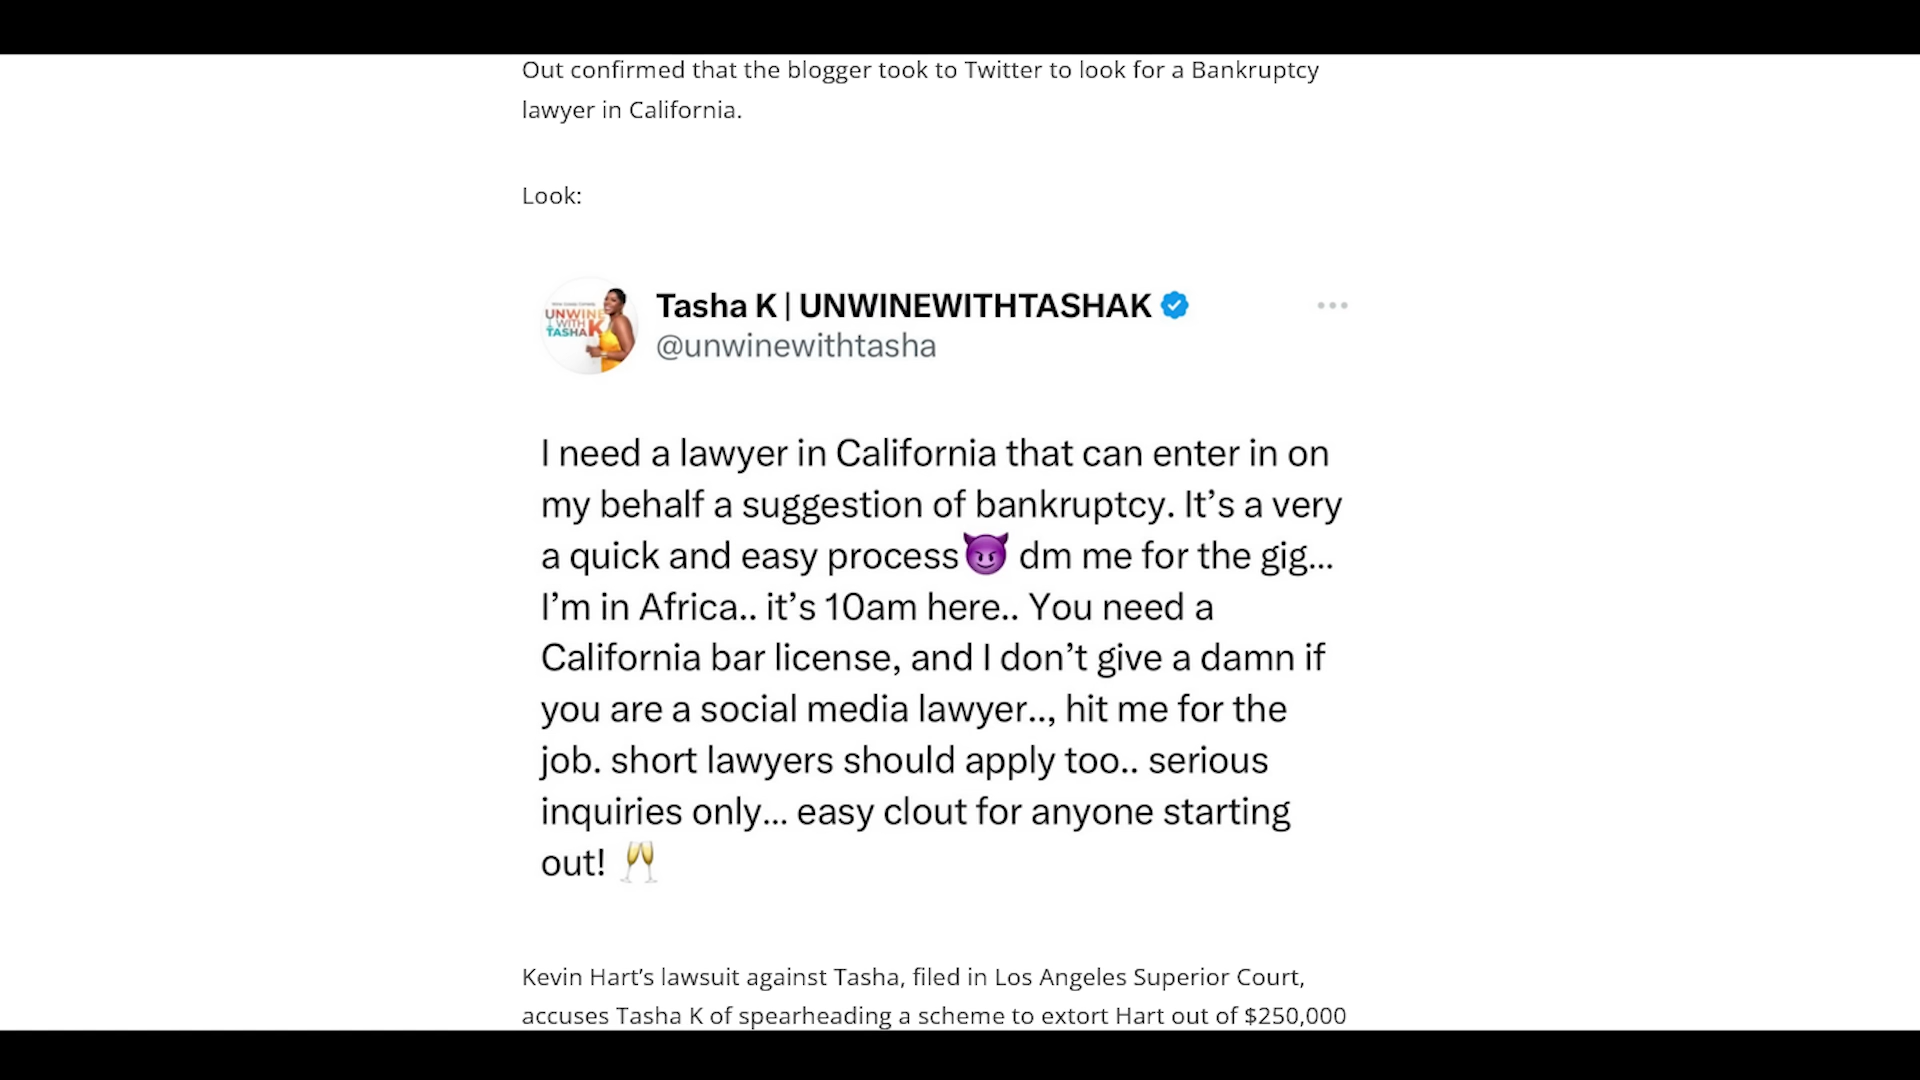 Out confirmed that the blogger took to Twitter to look for a Bankruptcy
lawyer in California.
Look:
UNWINE
WITH
TASHA K
Tasha K | UNWINEWITHTASHAK
@unwinewithtasha
I need a lawyer in California that can enter in on
my behalf a suggestion of bankruptcy. It’s a very
a quick and easy process😈 dm me for the gig...
I’m in Africa.. it’s 10am here.. You need a
California bar license, and I don’t give a damn if
you are a social media lawyer.., hit me for the
job. short lawyers should apply too.. serious
inquiries only... easy clout for anyone starting
out! 🥂
Kevin Hart’s lawsuit against Tasha, filed in Los Angeles Superior Court,
accuses Tasha K of spearheading a scheme to extort Hart out of $250,000